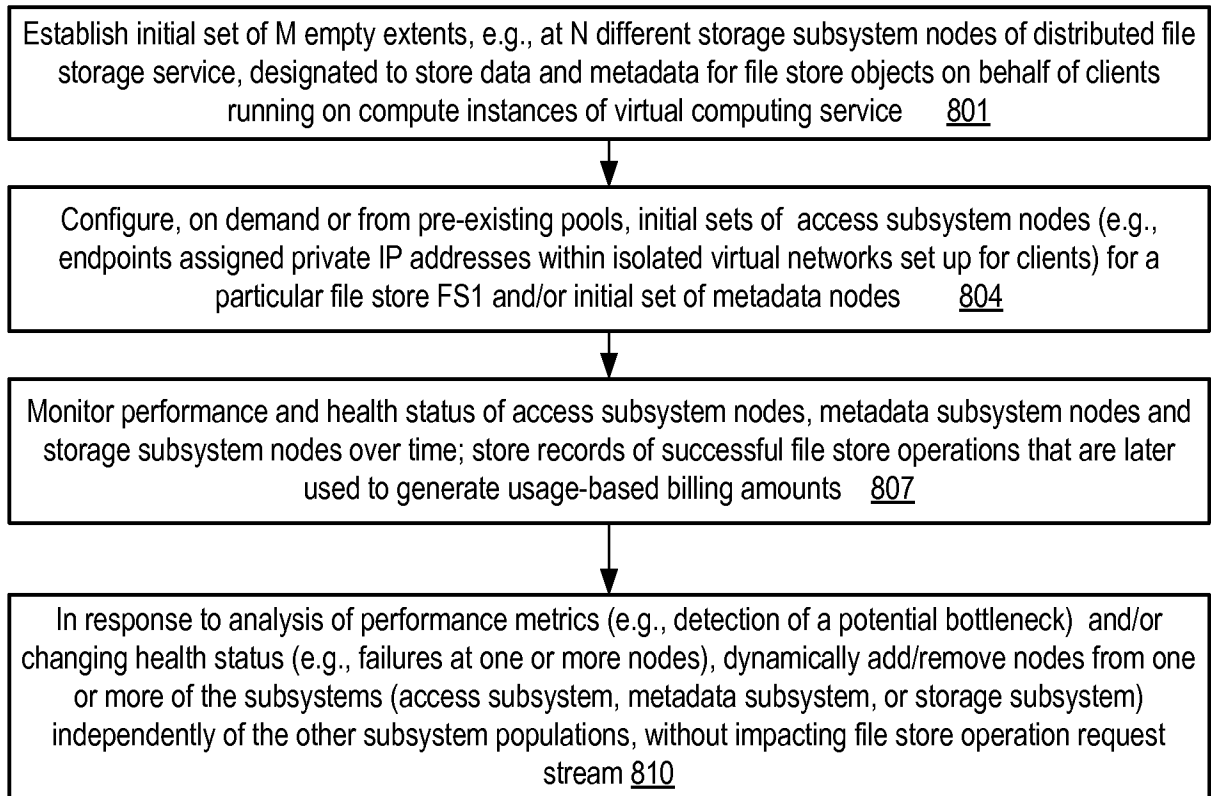 Establish initial set of M empty extents, e.g., at N different storage subsystem nodes of distributed file
storage service, designated to store data and metadata for file store objects on behalf of clients
running on compute instances of virtual computing service 801
Configure, on demand or from pre-existing pools, initial sets of access subsystem nodes (e.g.,
endpoints assigned private IP addresses within isolated virtual networks set up for clients) for a
particular file store FS1 and/or initial set of metadata nodes 804
Monitor performance and health status of access subsystem nodes, metadata subsystem nodes and
storage subsystem nodes over time; store records of successful file store operations that are later
used to generate usage-based billing amounts 807
In response to analysis of performance metrics (e.g., detection of a potential bottleneck) and/or
changing health status (e.g., failures at one or more nodes), dynamically add/remove nodes from one
or more of the subsystems (access subsystem, metadata subsystem, or storage subsystem)
independently of the other subsystem populations, without impacting file store operation request
stream 810